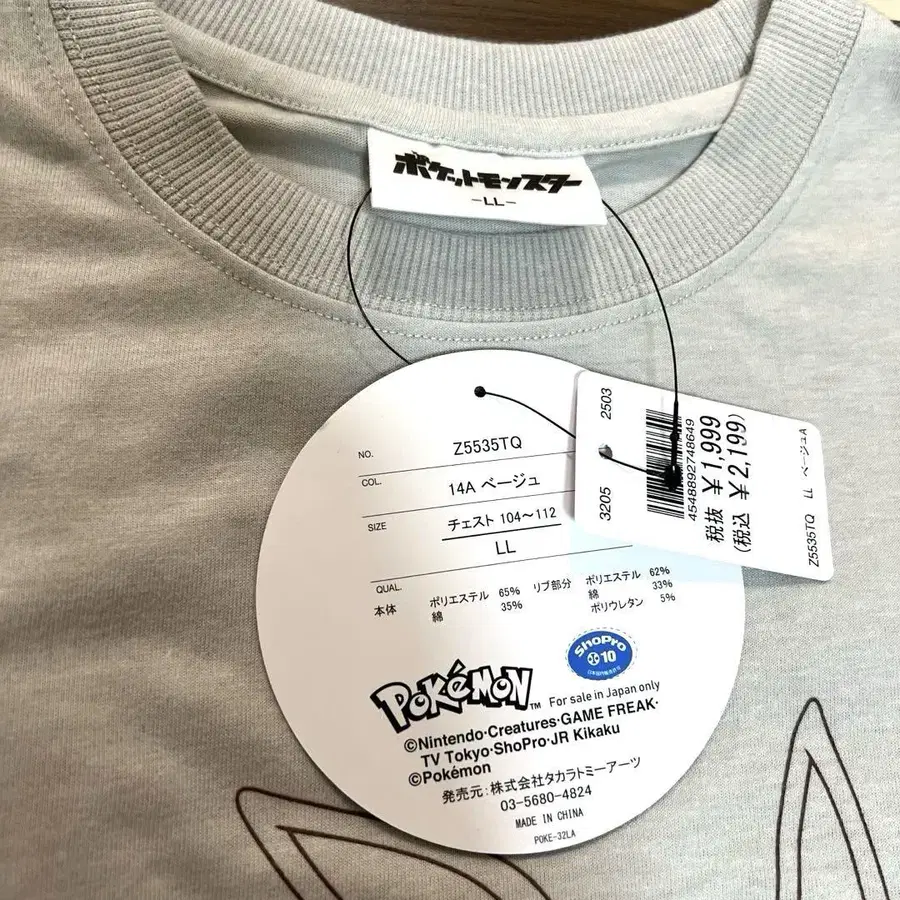 ポケットモンスター
-LL-
NO. Z5535TQ
COL. 14A ベージュ
SIZE チェスト 104～112
LL
QUAL.
本体 ポリエステル 65% リブ部分 ポリエステル 62%
綿 35% 綿 33%
ポリウレタン 5%
ShoPro
10
POKéMON TM For sale in Japan only
©Nintendo·Creatures·GAME FREAK·
TV Tokyo·ShoPro·JR Kikaku
©Pokémon
発売元:株式会社タカラトミーアーツ
03-5680-4824
MADE IN CHINA
POKE-32LA
3205 2503
4548892748649
税抜 ¥1,999
(税込 ¥2,199)
Z5535TQ LL ベージュA